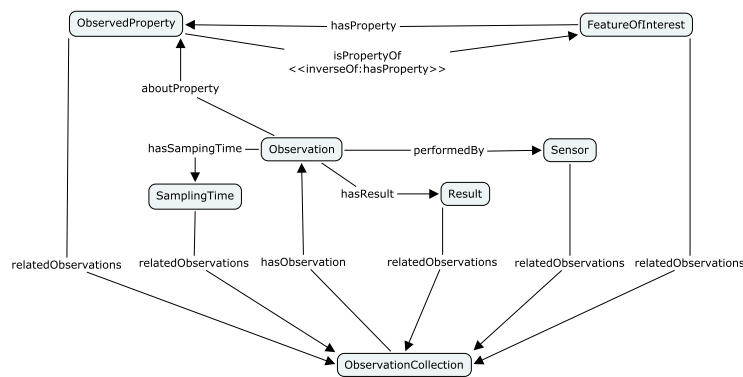 ObservedProperty
hasProperty
FeatureOfInterest
isPropertyOf
<<inverseOf:hasProperty>>
aboutProperty
hasSampingTime
Observation
performedBy
Sensor
SamplingTime
hasResult
Result
relatedObservations
relatedObservations
hasObservation
relatedObservations
relatedObservations
relatedObservations
ObservationCollection